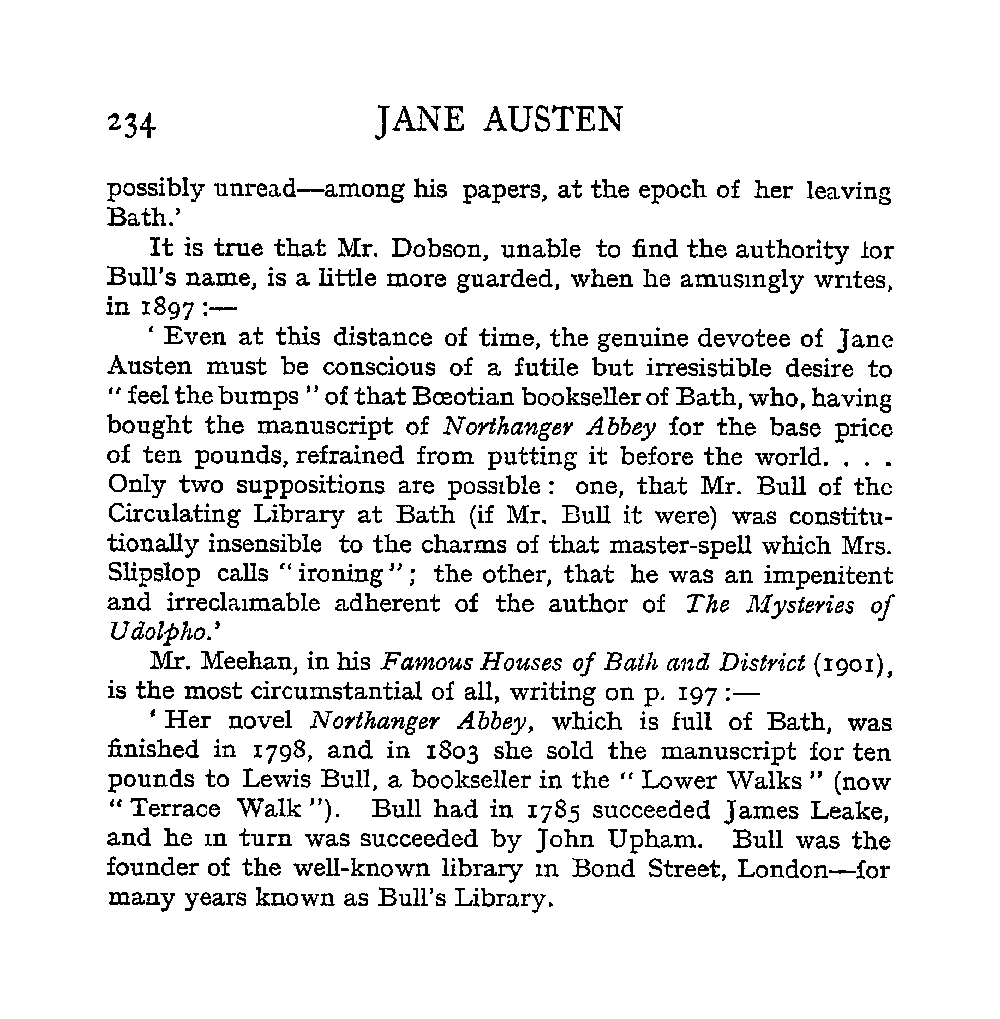 234 JANE AUSTEN
possibly unread—among his papers, at the epoch of her leaving
Bath.’
It is true that Mr. Dobson, unable to find the authority for
Bull's name, is a little more guarded, when he amusingly writes,
in 1897 :—
‘ Even at this distance of time, the genuine devotee of Jane
Austen must be conscious of a futile but irresistible desire to
“ feel the bumps ” of that Bœotian bookseller of Bath, who, having
bought the manuscript of Northanger Abbey for the base price
of ten pounds, refrained from putting it before the world. . . .
Only two suppositions are possible : one, that Mr. Bull of the
Circulating Library at Bath (if Mr. Bull it were) was constitu-
tionally insensible to the charms of that master-spell which Mrs.
Slipslop calls “ ironing ” ; the other, that he was an impenitent
and irreclaimable adherent of the author of The Mysteries of
Udolpho.’
Mr. Meehan, in his Famous Houses of Bath and District (1901),
is the most circumstantial of all, writing on p. 197 :—
‘ Her novel Northanger Abbey, which is full of Bath, was
finished in 1798, and in 1803 she sold the manuscript for ten
pounds to Lewis Bull, a bookseller in the “ Lower Walks ” (now
“ Terrace Walk ”). Bull had in 1785 succeeded James Leake,
and he in turn was succeeded by John Upham. Bull was the
founder of the well-known library in Bond Street, London—for
many years known as Bull's Library.